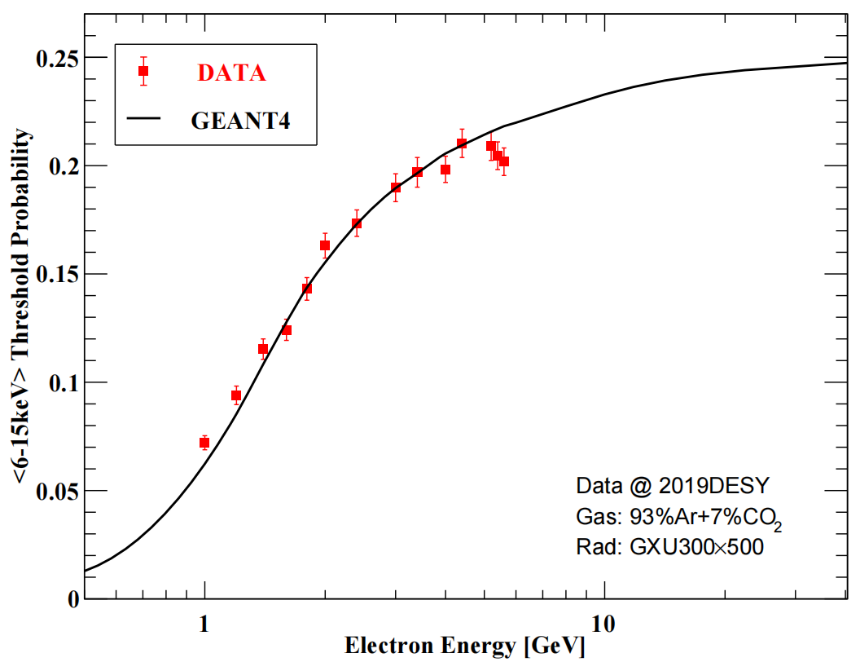 0.25
0.2
0.15
0.1
0.05
0
<6-15keV> Threshold Probability
DATA
GEANT4
Data @ 2019DESY
Gas: 93%Ar+7%CO₂
Rad: GXU300×500
1
10
Electron Energy [GeV]